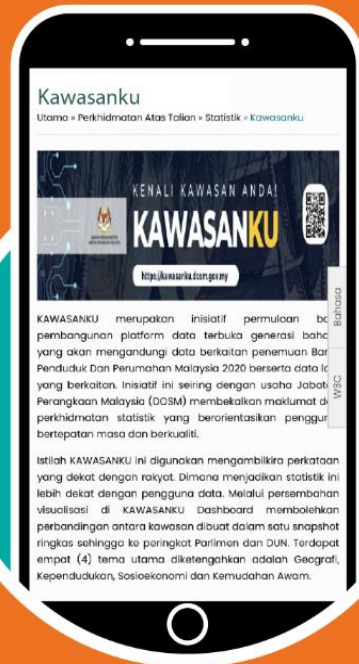 Kawasanku
Utama » Perkhidmatan Atas Talian » Statistik » Kawasanku
KENALI KAWASAN ANDA!
KAWASANKU
https://kawasanku.dosm.gov.my
Bahasa
W3C
KAWASANKU merupakan inisiatif permulaan
pembangunan platform data terbuka generasi
yang akan mengandungi data berkaitan penemuan
Penduduk Dan Perumahan Malaysia 2020 berserta data
yang berkaitan. Inisiatif ini seiring dengan usaha
Perangkaan Malaysia (DOSM) membekalkan maklumat
perkhidmatan statistik yang berorientasikan
bertepatan masa dan berkualiti.
Istilah KAWASANKU ini digunakan mengambilkira perkataan
yang dekat dengan rakyat. Dimana menjadikan statistik ini
lebih dekat dengan pengguna data. Melalui persembahan
visualisasi di KAWASANKU Dashboard membolehkan
perbandingan antara kawasan dibuat dalam satu snapshot
ringkas sehingga ke peringkat Parlimen dan DUN. Terdapat
empat (4) tema utama diketengahkan adalah Geografi,
Kependudukan, Sosioekonomi dan Kemudahan Awam.